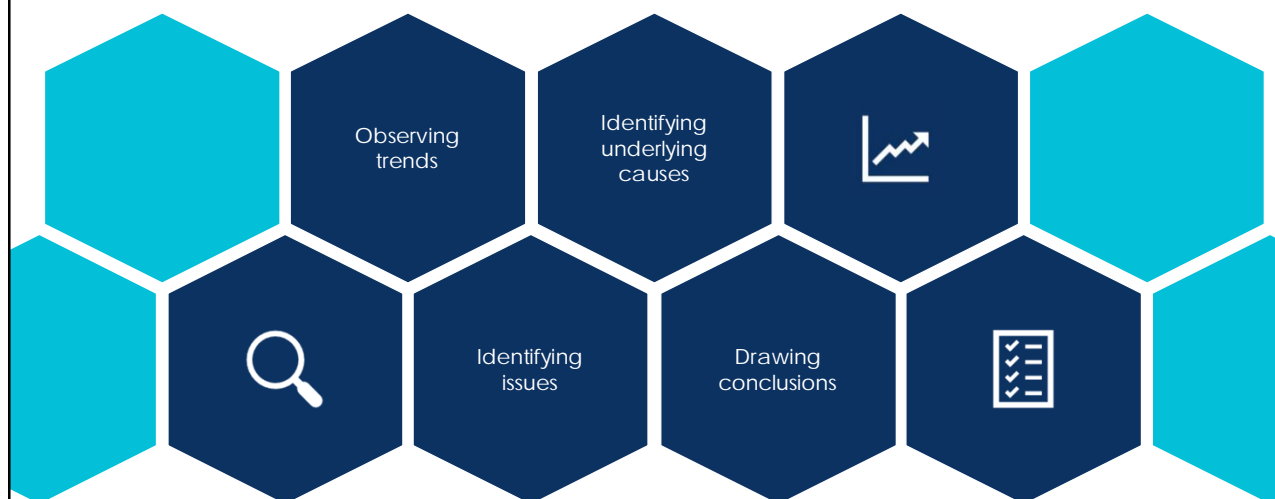 Observing
trends
Identifying
underlying
causes
Identifying
issues
Drawing
conclusions